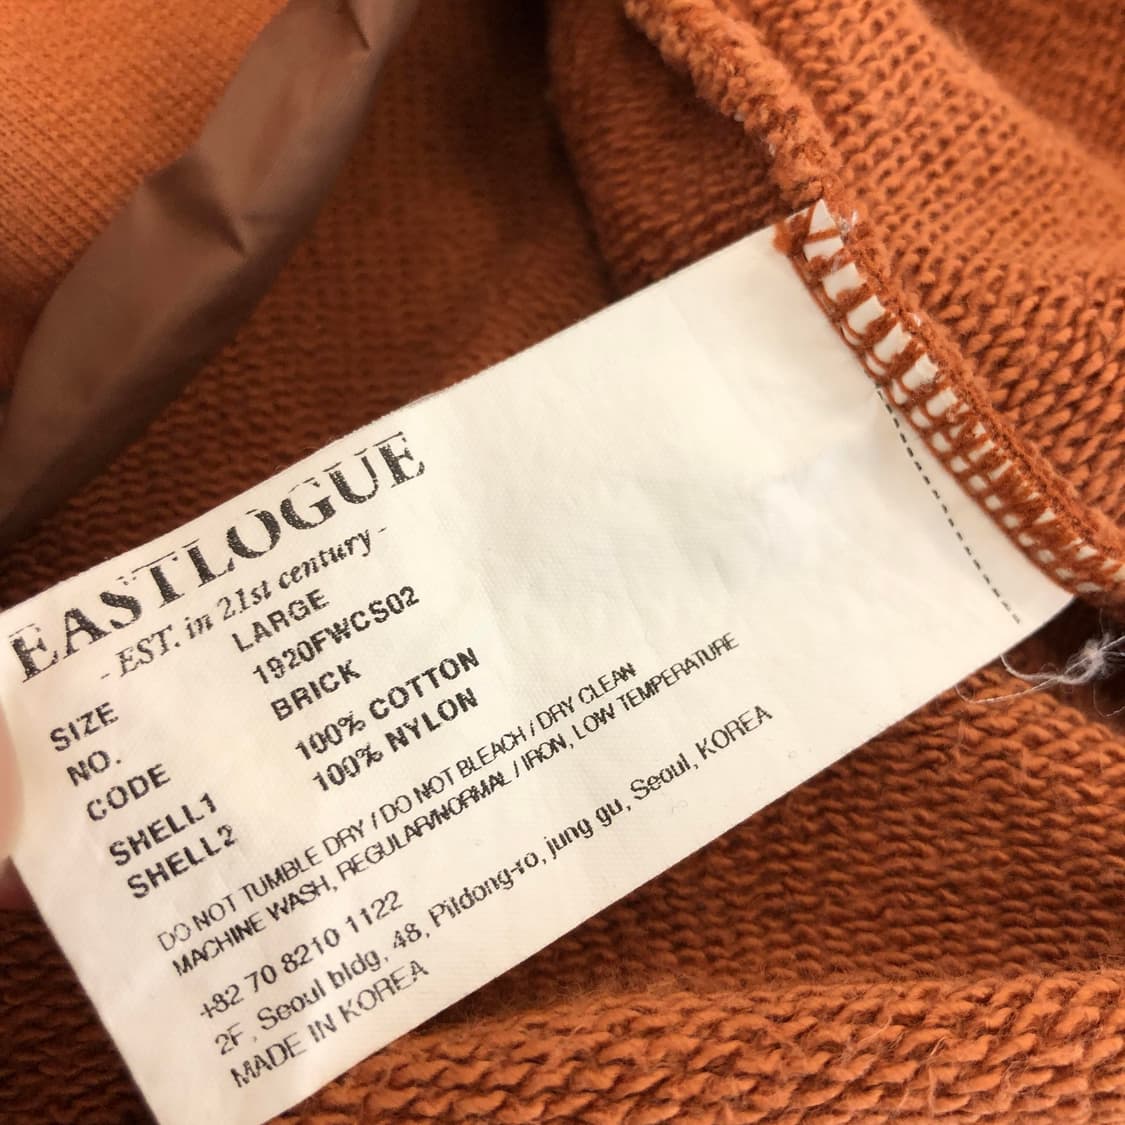 EASTLOGUE
- EST. in 21st century -
SIZE LARGE
NO. 1920FWCS02
CODE BRICK
SHELL1 100% COTTON
SHELL2 100% NYLON
DO NOT TUMBLE DRY / DO NOT BLEACH / DRY CLEAN
MACHINE WASH, REGULAR/NORMAL / IRON, LOW TEMPERATURE
+82 70 8210 1122
2F, Seoul bldg, 48, Pildong-ro, jung gu, Seoul, KOREA
MADE IN KOREA